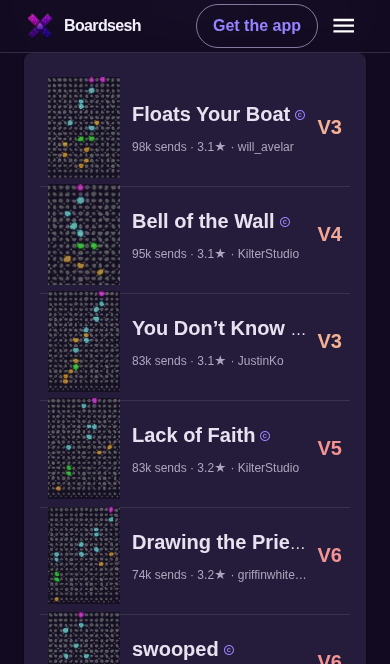 Boardsesh
Get the app
Floats Your Boat ©
V3
98k sends · 3.1★ · will_avelar
Bell of the Wall ©
V4
95k sends · 3.1★ · KilterStudio
You Don’t Know ...
V3
83k sends · 3.1★ · JustinKo
Lack of Faith ©
V5
83k sends · 3.2★ · KilterStudio
Drawing the Prie...
V6
74k sends · 3.2★ · griffinwhite...
swooped ©
V6